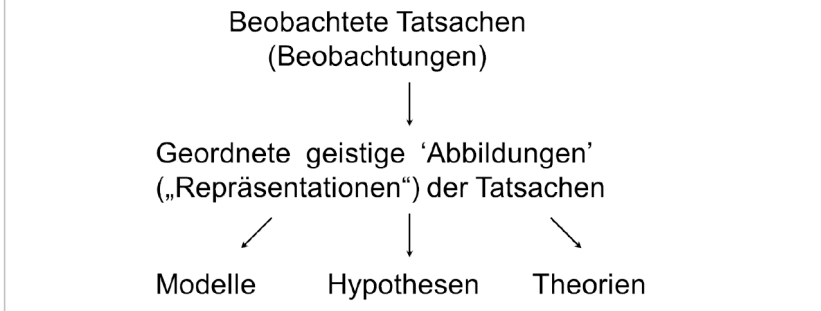 Beobachtete Tatsachen
(Beobachtungen)
Geordnete geistige ‘Abbildungen’
(„Repräsentationen“) der Tatsachen
Modelle Hypothesen Theorien